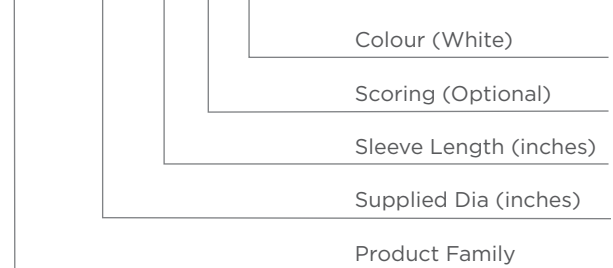 Colour (White)
Scoring (Optional)
Sleeve Length (inches)
Supplied Dia (inches)
Product Family